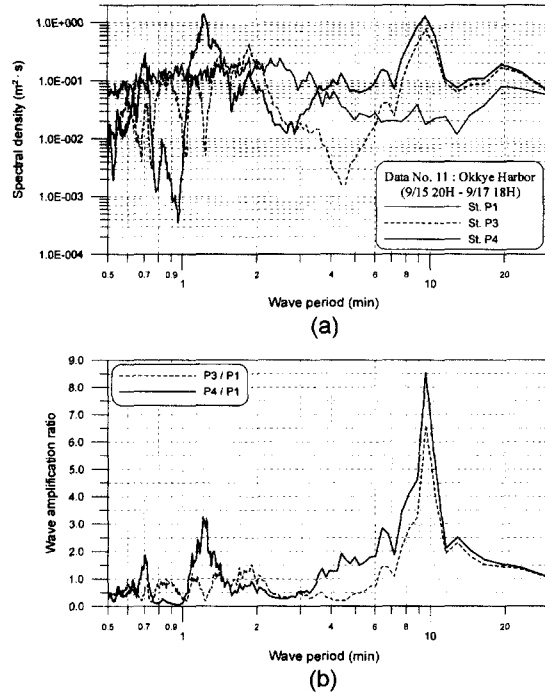 1.0E+000
1.0E-001
1.0E-002
1.0E-003
1.0E-004
Spectral density (m²· s)
Data No. 11 : Okkye Harbor
(9/15 20H - 9/17 18H)
St. P1
St. P3
St. P4
0.5 0.7 0.9 2 4 6 8 20
1 10
Wave period (min)
(a)
9.0
8.0
7.0
6.0
5.0
4.0
3.0
2.0
1.0
0.0
Wave amplification ratio
P3 / P1
P4 / P1
0.5 0.7 0.9 2 4 6 8 20
1 10
Wave period (min)
(b)